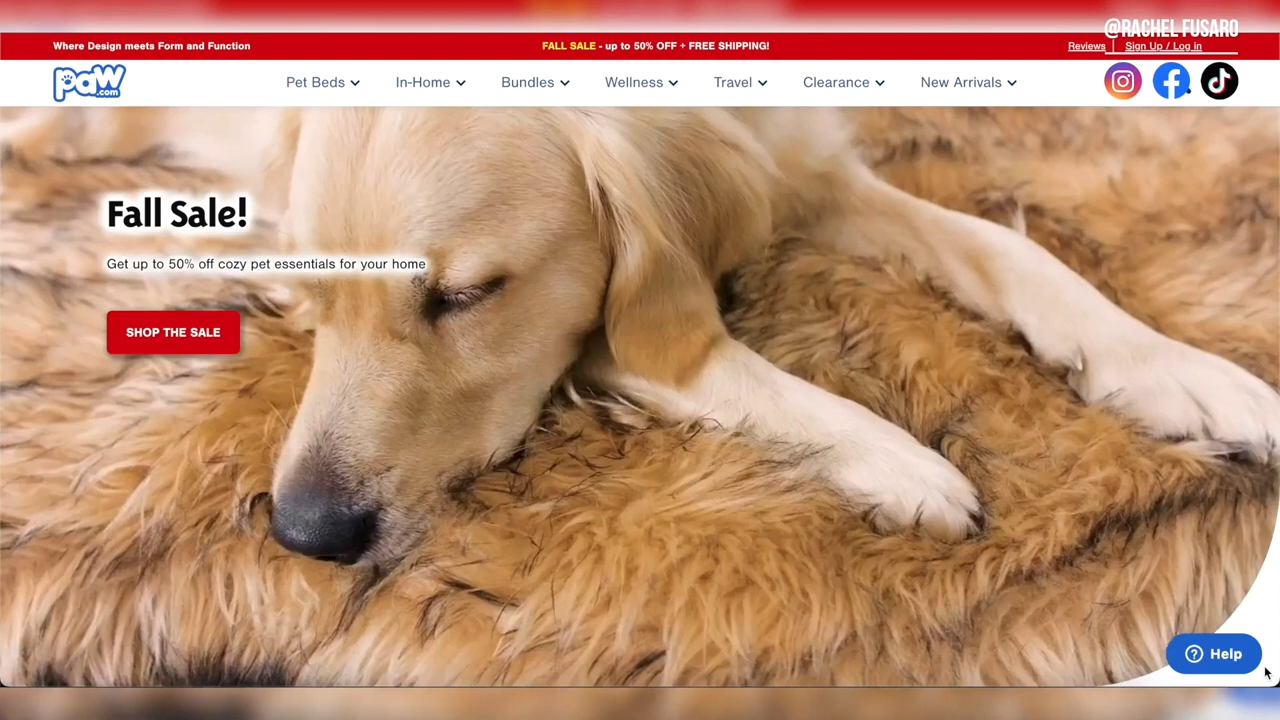 @RACHEL FUSARO
Where Design meets Form and Function
FALL SALE - up to 50% OFF + FREE SHIPPING!
Reviews
Sign Up / Log in
paw
.com
Pet Beds
In-Home
Bundles
Wellness
Travel
Clearance
New Arrivals
Fall Sale!
Get up to 50% off cozy pet essentials for your home
SHOP THE SALE
Help